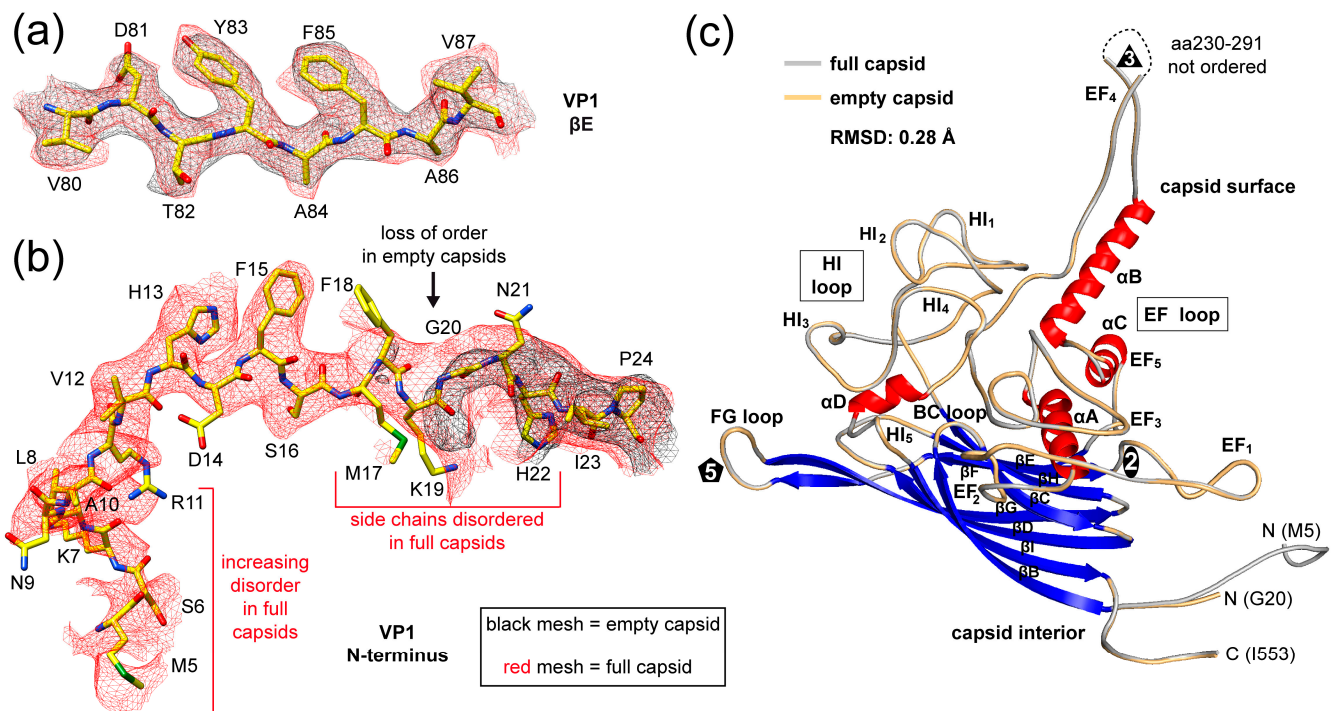 (a)
D81
Y83
F85
V87
V80
T82
A84
A86
VP1
βE
(b)
loss of order
in empty capsids
H13
F15
F18
G20
N21
P24
V12
D14
S16
M17
K19
H22
I23
L8
A10
R11
N9
K7
S6
M5
side chains disordered
in full capsids
increasing
disorder
in full
capsids
VP1
N-terminus
black mesh = empty capsid
red mesh = full capsid
(c)
full capsid
empty capsid
RMSD: 0.28 Å
3
aa230-291
not ordered
EF4
capsid surface
HI1
HI2
HI
loop
HI3
HI4
αB
EF loop
αC
EF5
αD
BC loop
αA
EF3
FG loop
HI5
5
2
EF1
βE
βF
βH
EF2
βC
βG
βD
βI
βB
N (M5)
N (G20)
capsid interior
C (I553)